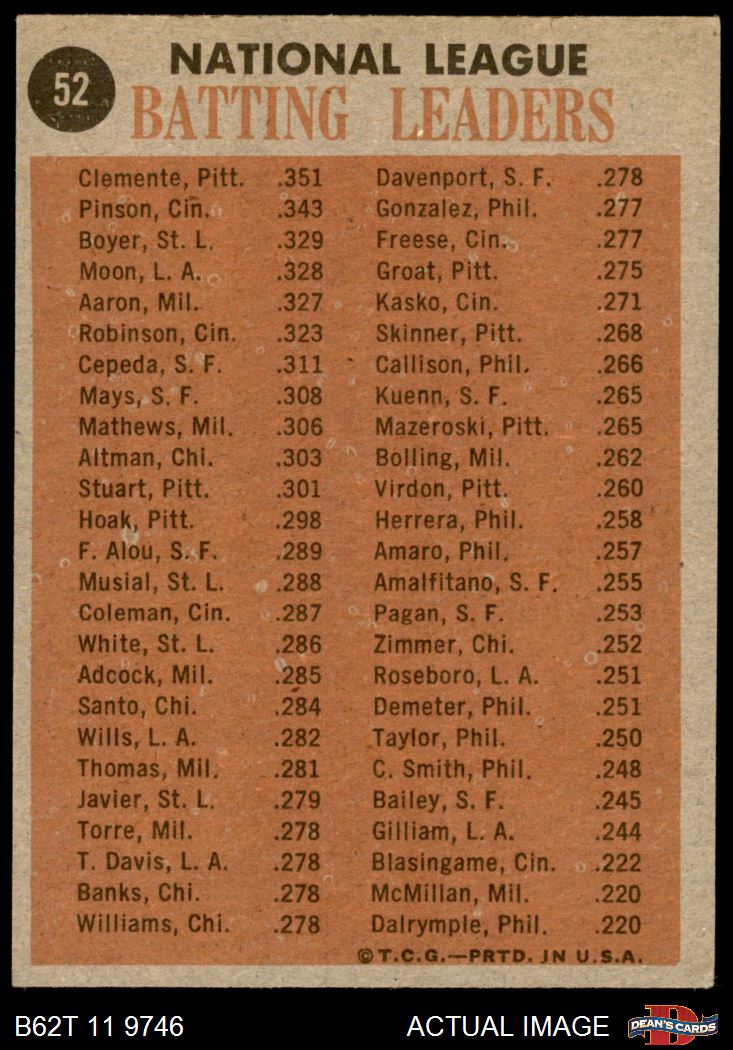 52
NATIONAL LEAGUE
BATTING LEADERS
Clemente, Pitt. .351
Pinson, Cin. .343
Boyer, St. L. .329
Moon, L. A. .328
Aaron, Mil. .327
Robinson, Cin. .323
Cepeda, S. F. .311
Mays, S. F. .308
Mathews, Mil. .306
Altman, Chi. .303
Stuart, Pitt. .301
Hoak, Pitt. .298
F. Alou, S. F. .289
Musial, St. L. .288
Coleman, Cin. .287
White, St. L. .286
Adcock, Mil. .285
Santo, Chi. .284
Wills, L. A. .282
Thomas, Mil. .281
Javier, St. L. .279
Torre, Mil. .278
T. Davis, L. A. .278
Banks, Chi. .278
Williams, Chi. .278
Davenport, S. F. .278
Gonzalez, Phil. .277
Freese, Cin. .277
Groat, Pitt. .275
Kasko, Cin. .271
Skinner, Pitt. .268
Callison, Phil. .266
Kuenn, S. F. .265
Mazeroski, Pitt. .265
Bolling, Mil. .262
Virdon, Pitt. .260
Herrera, Phil. .258
Amaro, Phil. .257
Amalfitano, S. F. .255
Pagan, S. F. .253
Zimmer, Chi. .252
Roseboro, L. A. .251
Demeter, Phil. .251
Taylor, Phil. .250
C. Smith, Phil. .248
Bailey, S. F. .245
Gilliam, L. A. .244
Blasingame, Cin. .222
McMillan, Mil. .220
Dalrymple, Phil. .220
©T.C.G.—PRTD. IN U.S.A.
B62T 11 9746
ACTUAL IMAGE
D
DEAN'S CARDS